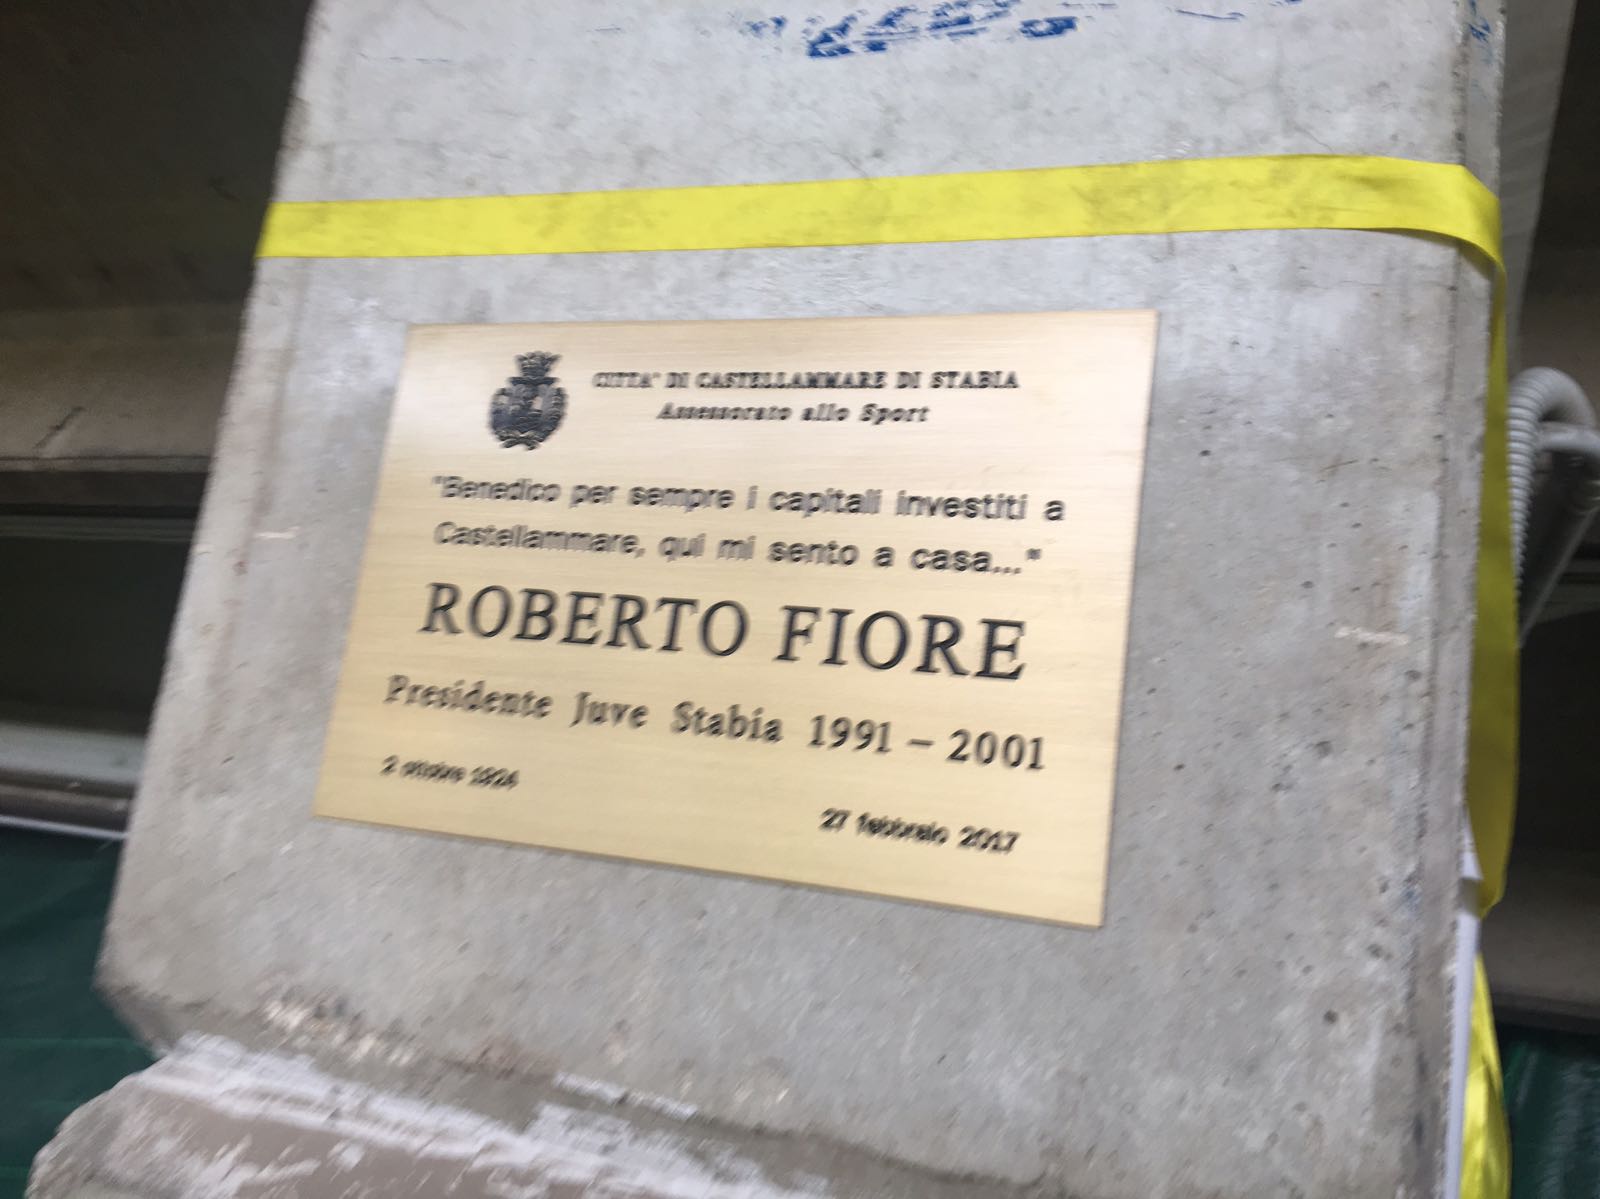 CITTA' DI CASTELLAMMARE DI STABIA
Assessorato allo Sport
"Benedico per sempre i capitali investiti a
Castellammare, qui mi sento a casa..."
ROBERTO FIORE
Presidente Juve Stabia 1991 - 2001
2 ottobre 1924
27 febbraio 2017